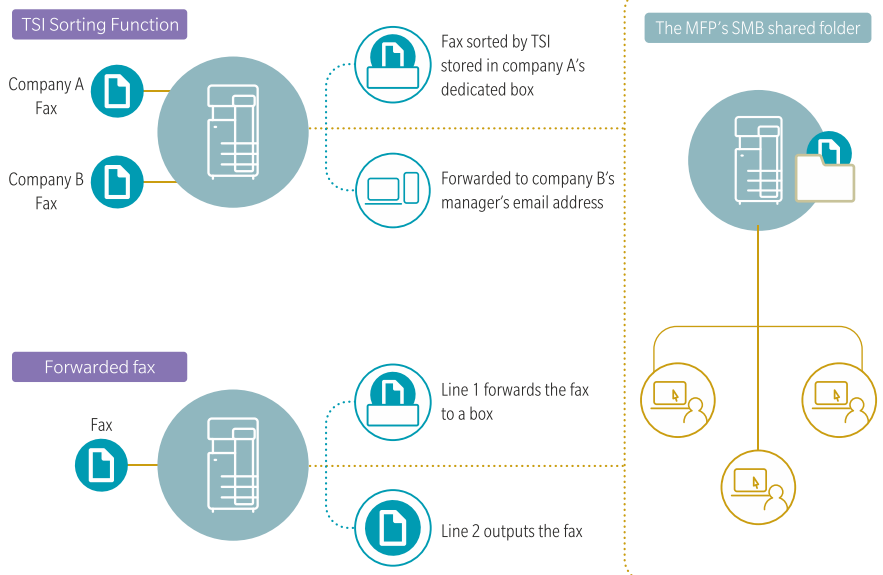 TSI Sorting Function
Company A
Fax
Company B
Fax
Fax sorted by TSI
stored in company A's
dedicated box
Forwarded to company B's
manager's email address
Forwarded fax
Fax
Line 1 forwards the fax
to a box
Line 2 outputs the fax
The MFP's SMB shared folder